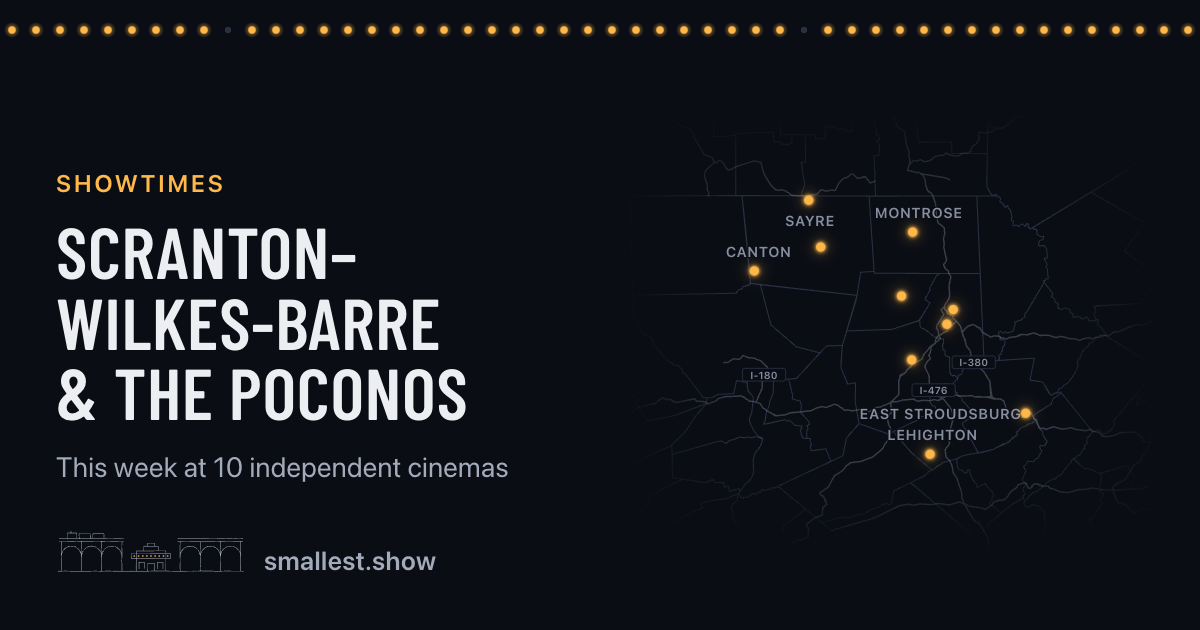 SHOWTIMES
SCRANTON–
WILKES-BARRE
& THE POCONOS
This week at 10 independent cinemas
smallest.show
SAYRE
MONTROSE
CANTON
I-180
I-380
I-476
EAST STROUDSBURG
LEHIGHTON